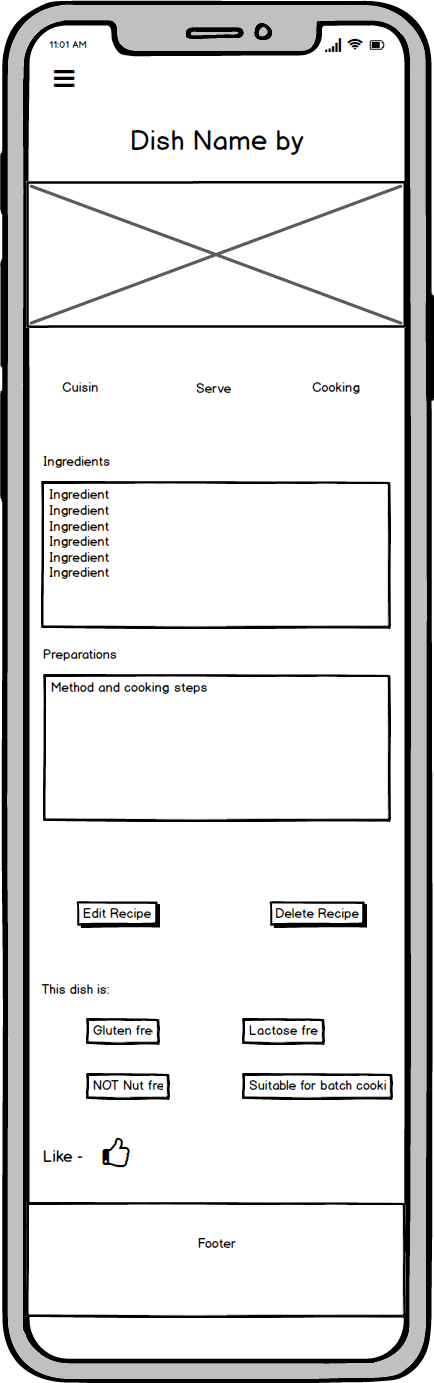 11:01 AM
Dish Name by
Cuisin
Serve
Cooking
Ingredients
Ingredient
Ingredient
Ingredient
Ingredient
Ingredient
Ingredient
Preparations
Method and cooking steps
Edit Recipe
Delete Recipe
This dish is:
Gluten fre
Lactose fre
NOT Nut fre
Suitable for batch cooki
Like -
Footer